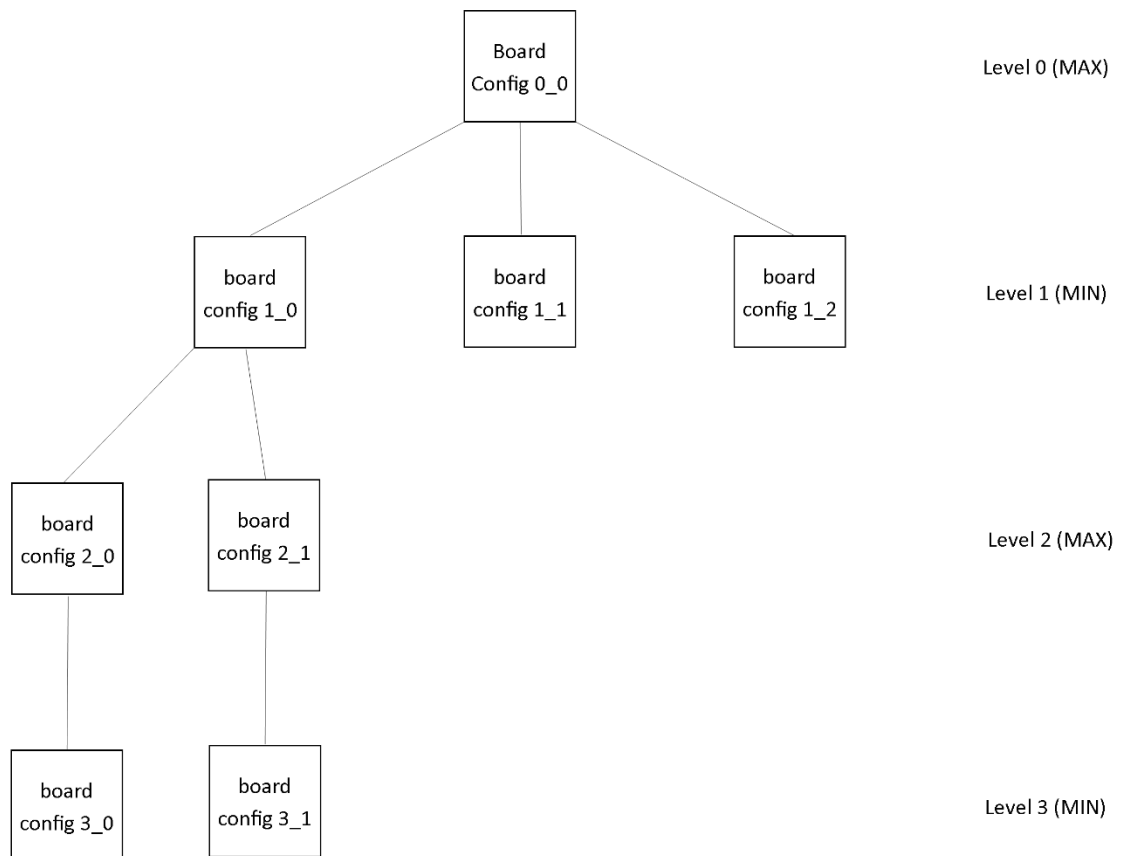 Board
Config 0_0
Level 0 (MAX)
board
config 1_0
board
config 1_1
board
config 1_2
Level 1 (MIN)
board
config 2_0
board
config 2_1
Level 2 (MAX)
board
config 3_0
board
config 3_1
Level 3 (MIN)